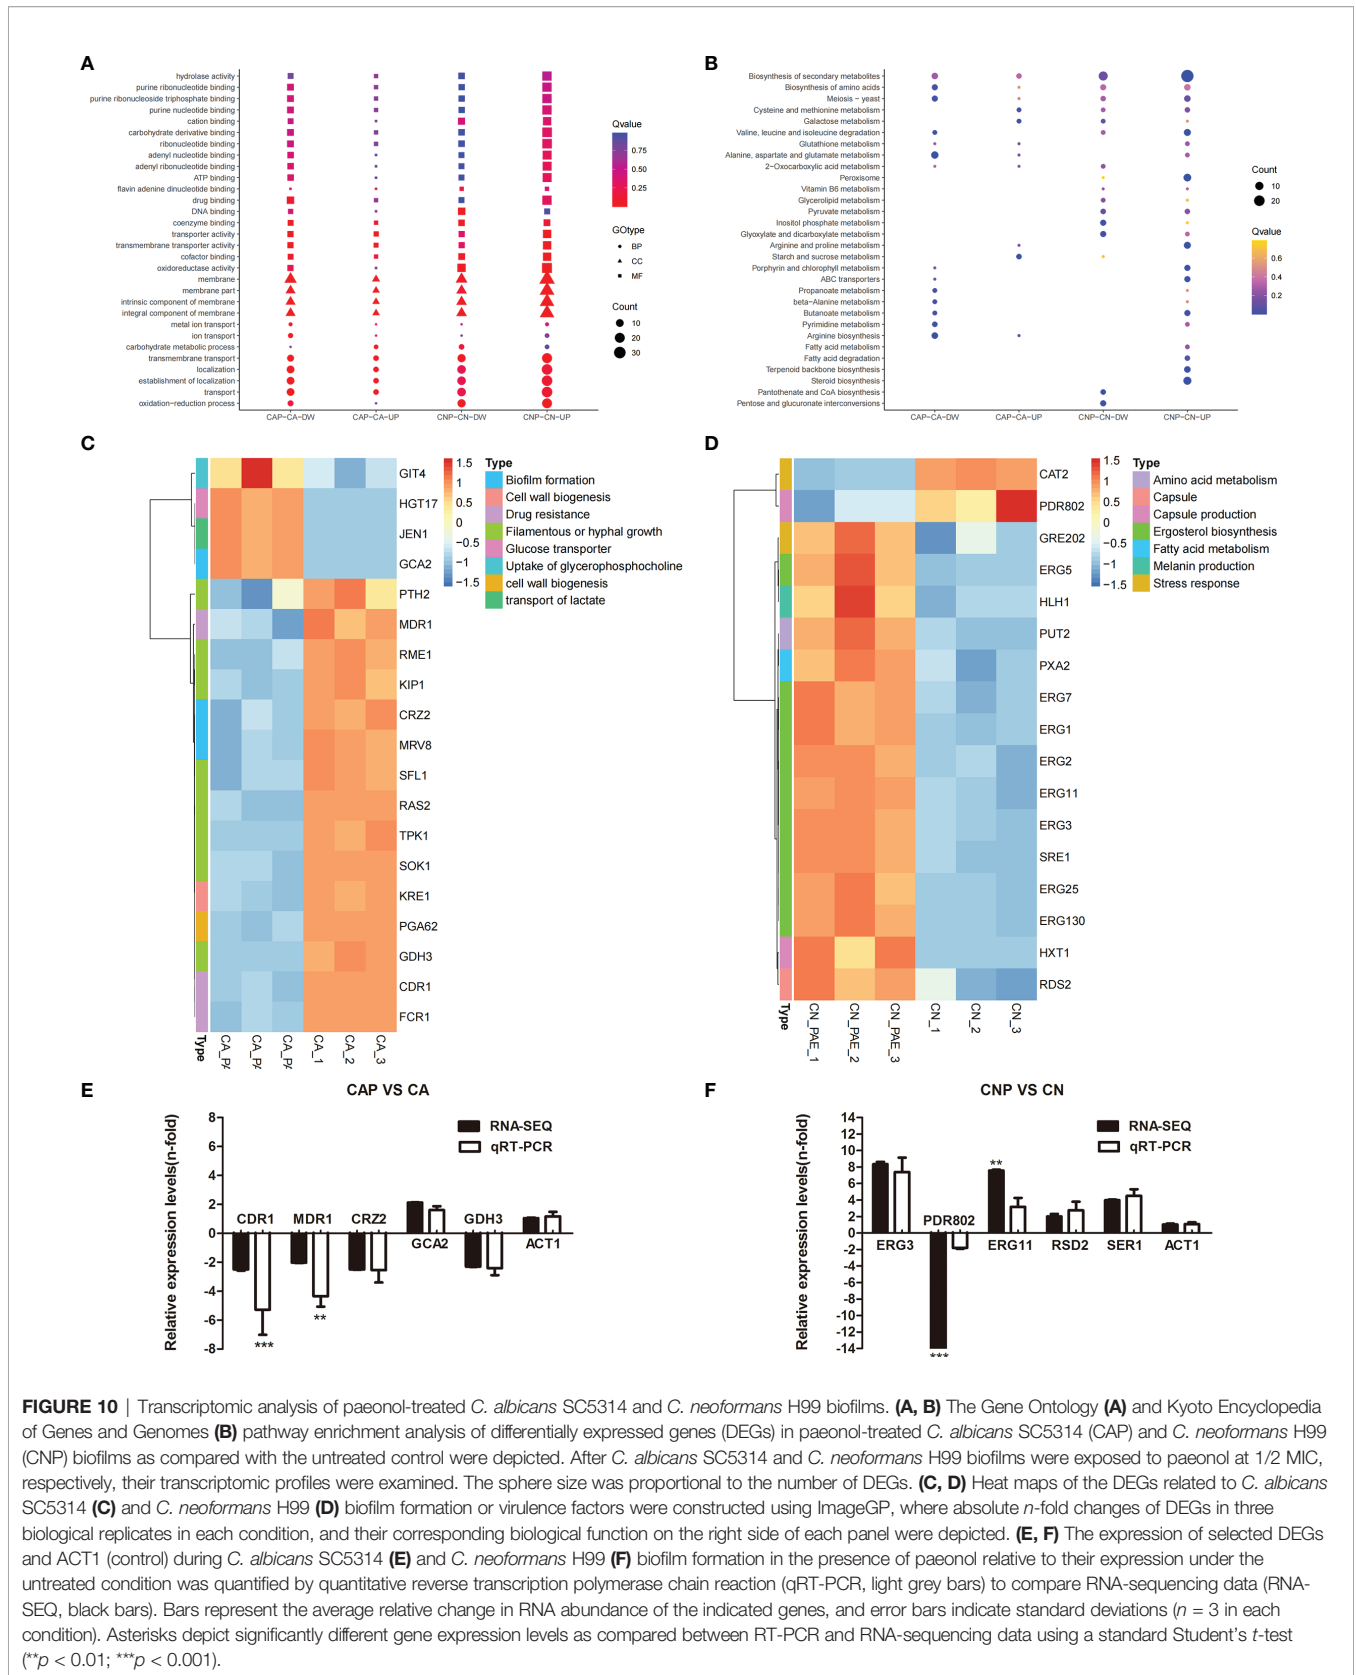 A
hydrolase activity
purine ribonucleotide binding
purine ribonucleoside triphosphate binding
purine nucleotide binding
cation binding
carbohydrate derivative binding
ribonucleotide binding
adenyl nucleotide binding
adenyl ribonucleotide binding
ATP binding
flavin adenine dinucleotide binding
drug binding
DNA binding
coenzyme binding
transporter activity
transmembrane transporter activity
cofactor binding
oxidoreductase activity
membrane
membrane part
intrinsic component of membrane
integral component of membrane
metal ion transport
ion transport
carbohydrate metabolic process
transmembrane transport
localization
establishment of localization
transport
oxidation−reduction process
CAP−CA−DW CAP−CA−UP CNP−CN−DW CNP−CN−UP
Qvalue
0.75
0.50
0.25
GOtype
BP
CC
MF
Count
10
20
30
B
Biosynthesis of secondary metabolites
Biosynthesis of amino acids
Meiosis − yeast
Cysteine and methionine metabolism
Galactose metabolism
Valine, leucine and isoleucine degradation
Glutathione metabolism
Alanine, aspartate and glutamate metabolism
2−Oxocarboxylic acid metabolism
Peroxisome
Vitamin B6 metabolism
Glycerolipid metabolism
Pyruvate metabolism
Inositol phosphate metabolism
Glyoxylate and dicarboxylate metabolism
Arginine and proline metabolism
Starch and sucrose metabolism
Porphyrin and chlorophyll metabolism
ABC transporters
Propanoate metabolism
beta−Alanine metabolism
Butanoate metabolism
Pyrimidine metabolism
Arginine biosynthesis
Fatty acid metabolism
Fatty acid degradation
Terpenoid backbone biosynthesis
Steroid biosynthesis
Pantothenate and CoA biosynthesis
Pentose and glucuronate interconversions
CAP−CA−DW CAP−CA−UP CNP−CN−DW CNP−CN−UP
Count
10
20
Qvalue
0.6
0.4
0.2
C
GIT4
HGT17
JEN1
GCA2
PTH2
MDR1
RME1
KIP1
CRZ2
MRV8
SFL1
RAS2
TPK1
SOK1
KRE1
PGA62
GDH3
CDR1
FCR1
Type CA_PA CA_PA CA_PA CA_1 CA_2 CA_3
1.5
1
0.5
0
−0.5
−1
−1.5
Type
Biofilm formation
Cell wall biogenesis
Drug resistance
Filamentous or hyphal growth
Glucose transporter
Uptake of glycerophosphocholine
cell wall biogenesis
transport of lactate
D
CAT2
PDR802
GRE202
ERG5
HLH1
PUT2
PXA2
ERG7
ERG1
ERG2
ERG11
ERG3
SRE1
ERG25
ERG130
HXT1
RDS2
Type CN_PAE_1 CN_PAE_2 CN_PAE_3 CN_1 CN_2 CN_3
1.5
1
0.5
0
−0.5
−1
−1.5
Type
Amino acid metabolism
Capsule
Capsule production
Ergosterol biosynthesis
Fatty acid metabolism
Melanin production
Stress response
E
CAP VS CA
Relative expression levels(n-fold)
8
6
4
2
0
-2
-4
-6
-8
RNA-SEQ
qRT-PCR
CDR1 MDR1 CRZ2 GCA2 GDH3 ACT1
*** **
F
CNP VS CN
Relative expression levels(n-fold)
14
12
10
8
6
4
2
0
-2
-4
-6
-8
-10
-12
-14
RNA-SEQ
qRT-PCR
ERG3 PDR802 ERG11 RSD2 SER1 ACT1
** ***
FIGURE 10 | Transcriptomic analysis of paeonol-treated C. albicans SC5314 and C. neoformans H99 biofilms. (A, B) The Gene Ontology (A) and Kyoto Encyclopedia
of Genes and Genomes (B) pathway enrichment analysis of differentially expressed genes (DEGs) in paeonol-treated C. albicans SC5314 (CAP) and C. neoformans H99
(CNP) biofilms as compared with the untreated control were depicted. After C. albicans SC5314 and C. neoformans H99 biofilms were exposed to paeonol at 1/2 MIC,
respectively, their transcriptomic profiles were examined. The sphere size was proportional to the number of DEGs. (C, D) Heat maps of the DEGs related to C. albicans
SC5314 (C) and C. neoformans H99 (D) biofilm formation or virulence factors were constructed using ImageGP, where absolute n-fold changes of DEGs in three
biological replicates in each condition, and their corresponding biological function on the right side of each panel were depicted. (E, F) The expression of selected DEGs
and ACT1 (control) during C. albicans SC5314 (E) and C. neoformans H99 (F) biofilm formation in the presence of paeonol relative to their expression under the
untreated condition was quantified by quantitative reverse transcription polymerase chain reaction (qRT-PCR, light grey bars) to compare RNA-sequencing data (RNA-
SEQ, black bars). Bars represent the average relative change in RNA abundance of the indicated genes, and error bars indicate standard deviations (n = 3 in each
condition). Asterisks depict significantly different gene expression levels as compared between RT-PCR and RNA-sequencing data using a standard Student's t-test
(**p < 0.01; ***p < 0.001).